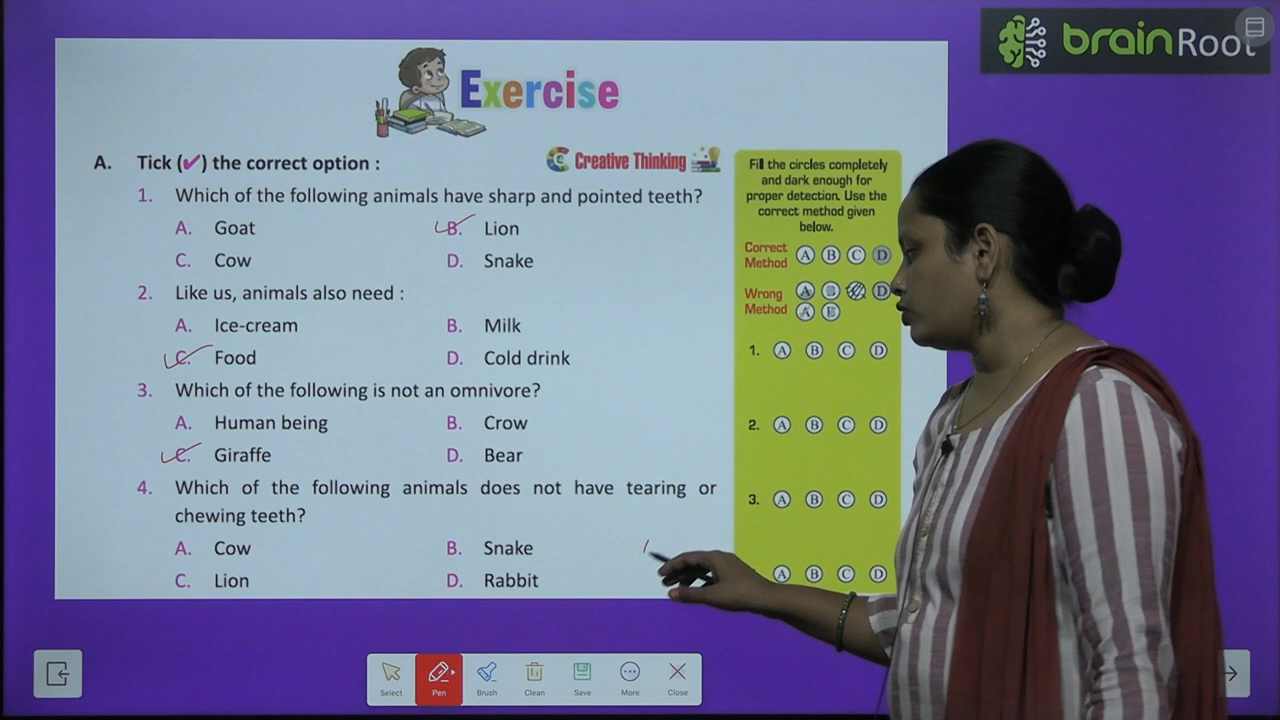 brainRoot
Exercise
A. Tick (✔) the correct option :
Creative Thinking
1. Which of the following animals have sharp and pointed teeth?
A. Goat B. Lion
C. Cow D. Snake
2. Like us, animals also need :
A. Ice-cream B. Milk
C. Food D. Cold drink
3. Which of the following is not an omnivore?
A. Human being B. Crow
C. Giraffe D. Bear
4. Which of the following animals does not have tearing or
chewing teeth?
A. Cow B. Snake
C. Lion D. Rabbit
Fill the circles completely
and dark enough for
proper detection. Use the
correct method given
below.
Correct
Method A B C D
Wrong
Method A B D
A B
1. A B C D
2. A B C D
3. A B C D
A B C D
Select Pen Brush Clean Save More Close